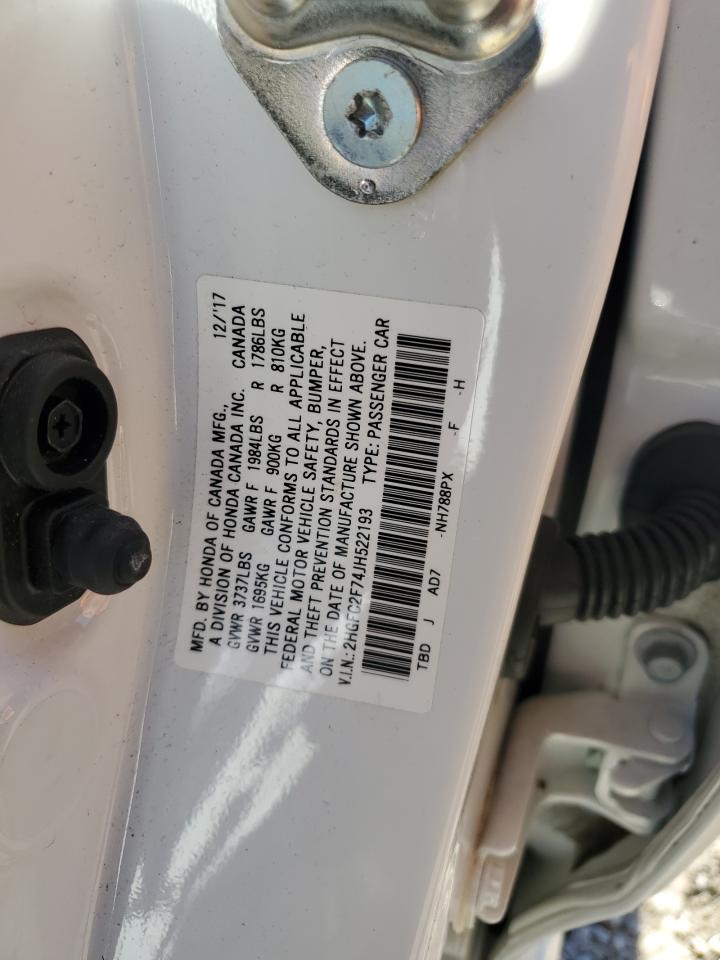 MFD. BY HONDA OF CANADA MFG., 12/'17
A DIVISION OF HONDA CANADA INC. CANADA
GVWR 3737LBS GAWR F 1984LBS R 1786LBS
GVWR 1695KG GAWR F 900KG R 810KG
THIS VEHICLE CONFORMS TO ALL APPLICABLE
FEDERAL MOTOR VEHICLE SAFETY, BUMPER,
AND THEFT PREVENTION STANDARDS IN EFFECT
ON THE DATE OF MANUFACTURE SHOWN ABOVE.
V.I.N.:2HGFC2F74JH522193 TYPE: PASSENGER CAR
TBD J AD7 -NH788PX -F -H